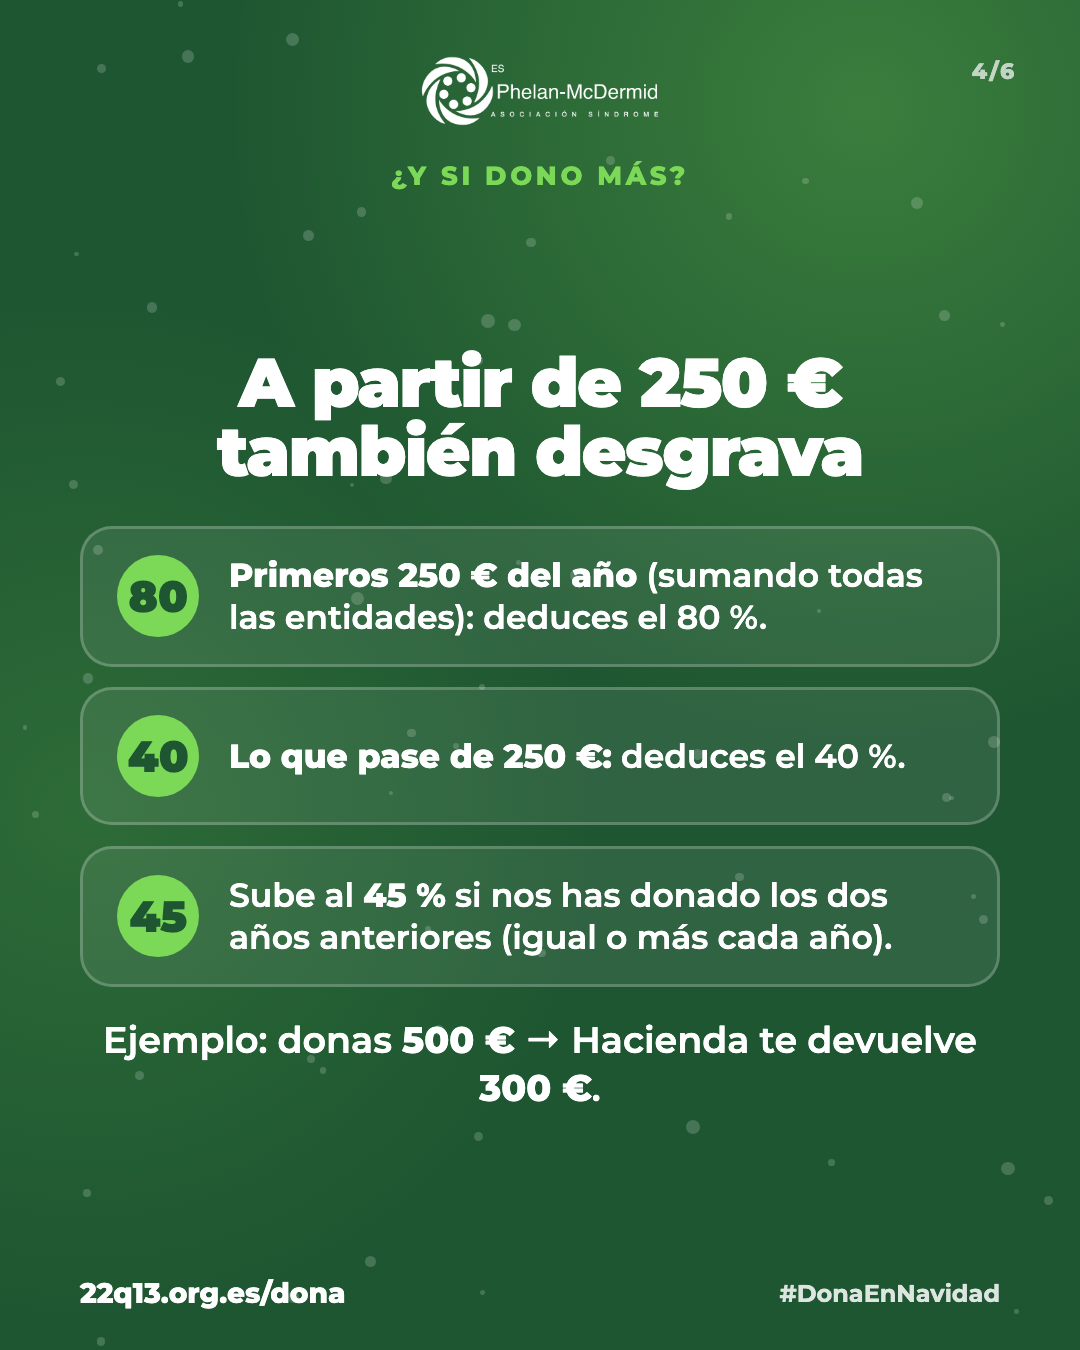 4/6
ES
Phelan-McDermid
ASOCIACIÓN SÍNDROME
¿Y SI DONO MÁS?
A partir de 250 €
también desgrava
80
Primeros 250 € del año (sumando todas
las entidades): deduces el 80 %.
40
Lo que pase de 250 €: deduces el 40 %.
45
Sube al 45 % si nos has donado los dos
años anteriores (igual o más cada año).
Ejemplo: donas 500 € → Hacienda te devuelve
300 €.
22q13.org.es/dona
#DonaEnNavidad